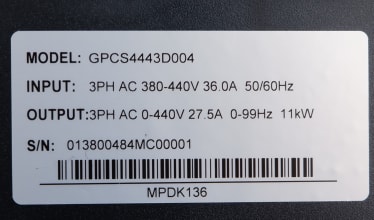 MODEL: GPCS4443D004
INPUT: 3PH AC 380-440V 36.0A 50/60Hz
OUTPUT:3PH AC 0-440V 27.5A 0-99Hz 11kW
S/N: 013800484MC00001
MPDK136